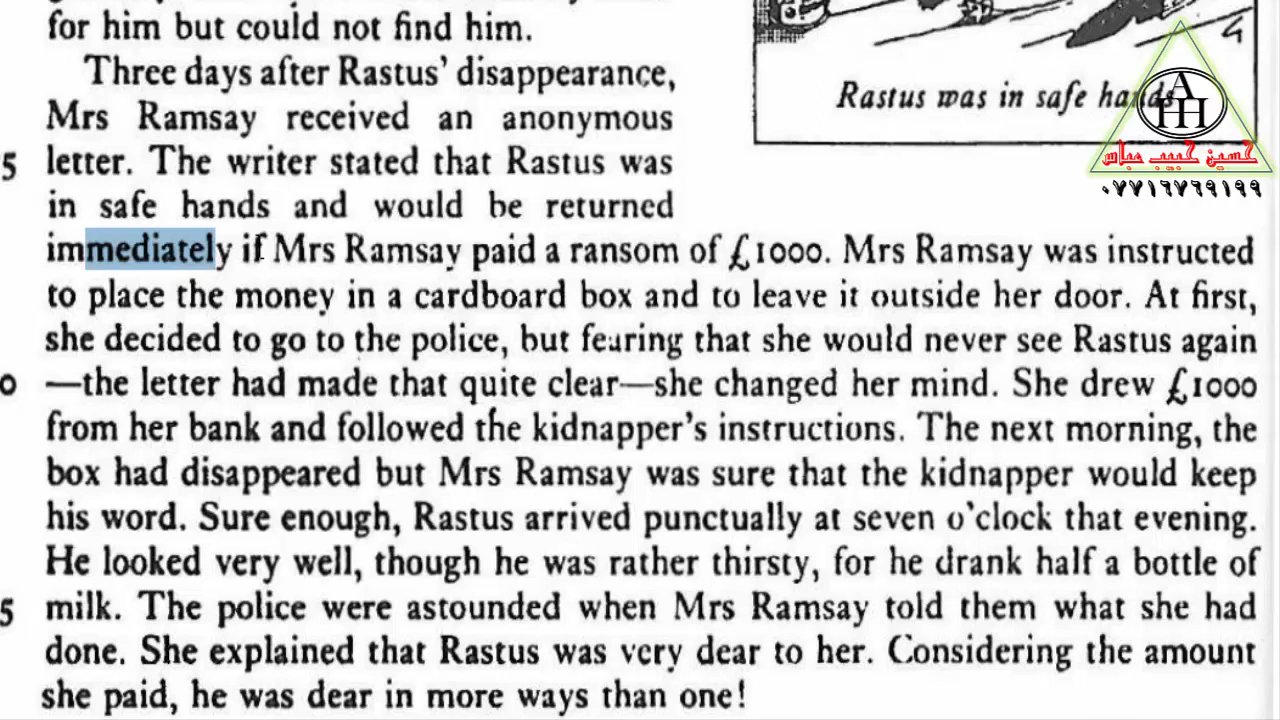 for him but could not find him.
Three days after Rastus' disappearance,
Mrs Ramsay received an anonymous
5 letter. The writer stated that Rastus was
in safe hands and would be returned
immediately if Mrs Ramsay paid a ransom of £1000. Mrs Ramsay was instructed
to place the money in a cardboard box and to leave it outside her door. At first,
she decided to go to the police, but fearing that she would never see Rastus again
0 —the letter had made that quite clear—she changed her mind. She drew £1000
from her bank and followed the kidnapper's instructions. The next morning, the
box had disappeared but Mrs Ramsay was sure that the kidnapper would keep
his word. Sure enough, Rastus arrived punctually at seven o'clock that evening.
He looked very well, though he was rather thirsty, for he drank half a bottle of
5 milk. The police were astounded when Mrs Ramsay told them what she had
done. She explained that Rastus was very dear to her. Considering the amount
she paid, he was dear in more ways than one!
Rastus was in safe hands
A
HH
حسين حبيب عباس
٠٧٧١٦٧٦٩١٩٩